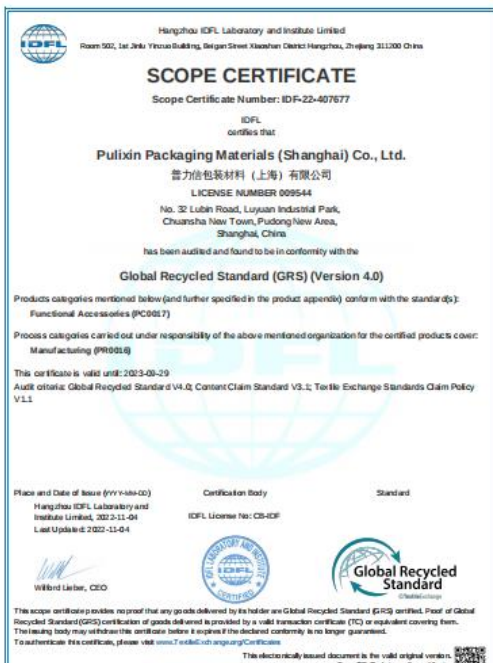 IDFL
Hangzhou IDFL Laboratory and Institute Limited
Room 502, 1st Jinlu Yinzuo Building, Beigan Street Xiaoshan District Hangzhou, Zhejiang 311200 China
SCOPE CERTIFICATE
Scope Certificate Number: IDF-22-407677
IDFL
certifies that
Pulixin Packaging Materials (Shanghai) Co., Ltd.
普力信包装材料（上海）有限公司
LICENSE NUMBER 009544
No. 32 Lubin Road, Luyuan Industrial Park,
Chuansha New Town, Pudong New Area,
Shanghai, China
has been audited and found to be in conformity with the
Global Recycled Standard (GRS) (Version 4.0)
Products categories mentioned below (and further specified in the product appendix) conform with the standard(s):
Functional Accessories (PC0017)
Process categories carried out under responsibility of the above mentioned organization for the certified products cover:
Manufacturing (PR0016)
This certificate is valid until: 2023-09-29
Audit criteria: Global Recycled Standard V4.0; Content Claim Standard V3.1; Textile Exchange Standards Claim Policy
V1.1
Place and Date of Issue (YYYY-MM-DD)
Hangzhou IDFL Laboratory and
Institute Limited, 2022-11-04
Last Updated: 2022-11-04
Wilford Lieber, CEO
Certification Body
IDFL License No: CB-IDF
IDFL LABORATORY AND INSTITUTE
IDFL
CERTIFIED
Standard
Global Recycled
Standard
©TextileExchange
This scope certificate provides no proof that any goods delivered by its holder are Global Recycled Standard (GRS) certified. Proof of Global
Recycled Standard (GRS) certification of goods delivered is provided by a valid transaction certificate (TC) or equivalent covering them.
The issuing body may withdraw this certificate before it expires if the declared conformity is no longer guaranteed.
To authenticate this certificate, please visit www.TextileExchange.org/Certificates
This electronically issued document is the valid original version.